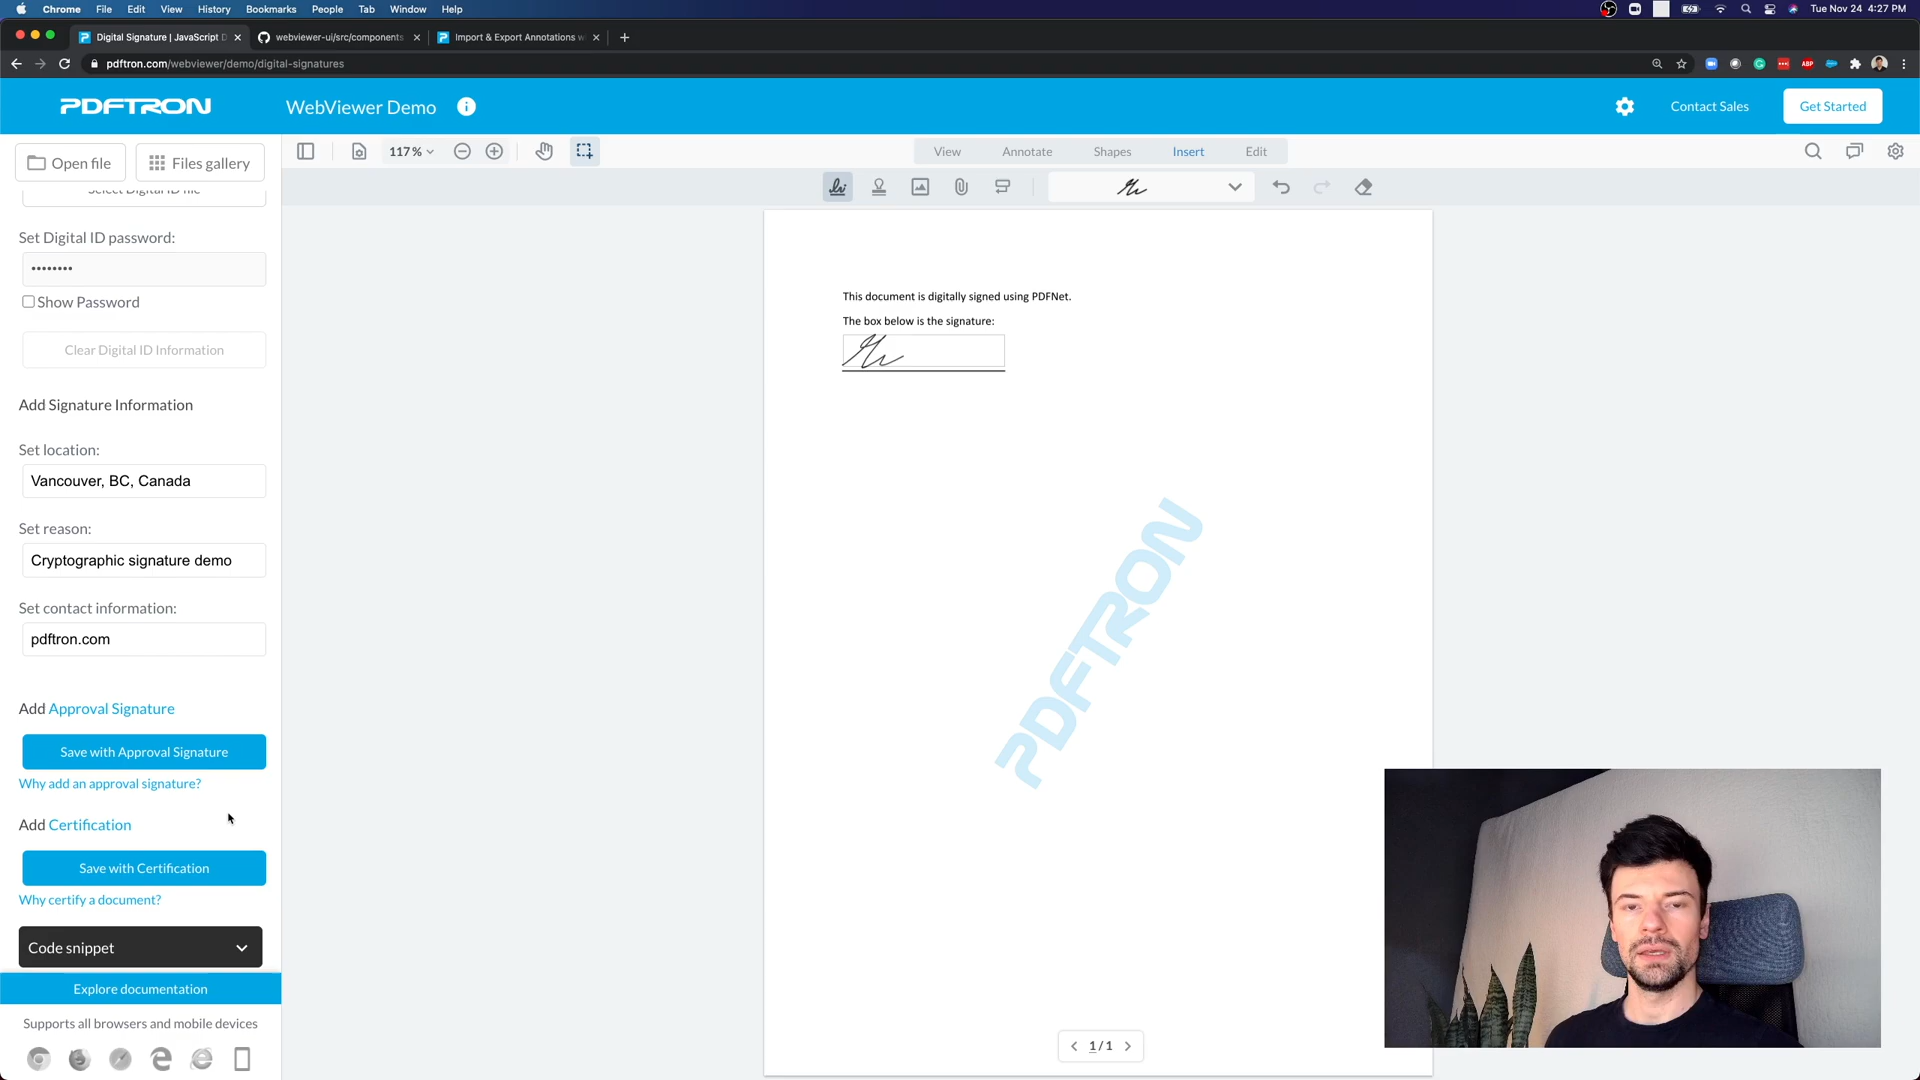 Chrome File Edit View History Bookmarks People Tab Window Help Tue Nov 24 4:27 PM
Digital Signature | JavaScript D webviewer-ui/src/components Import & Export Annotations w
pdftron.com/webviewer/demo/digital-signatures ABP
PDFTRON WebViewer Demo Contact Sales Get Started
Open file Files gallery 117% View Annotate Shapes Insert Edit
Select Digital ID file
Set Digital ID password:
••••••••
Show Password
Clear Digital ID Information
Add Signature Information
Set location:
Vancouver, BC, Canada
Set reason:
Cryptographic signature demo
Set contact information:
pdftron.com
Add Approval Signature
Save with Approval Signature
Why add an approval signature?
Add Certification
Save with Certification
Why certify a document?
Code snippet
Explore documentation
Supports all browsers and mobile devices
This document is digitally signed using PDFNet.
The box below is the signature:
PDFTRON
1/1